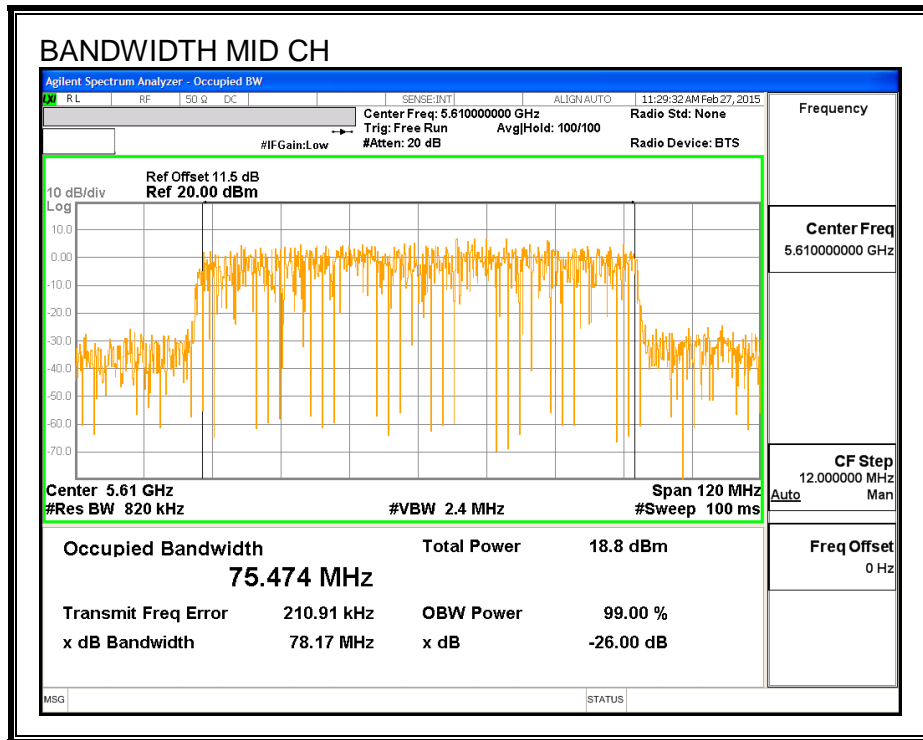 BANDWIDTH MID CH
Agilent Spectrum Analyzer - Occupied BW
LXI RL RF 50 Ω DC SENSE:INT ALIGN AUTO 11:29:32 AM Feb 27, 2015
Center Freq: 5.610000000 GHz Radio Std: None
Trig: Free Run Avg|Hold: 100/100
#IFGain:Low #Atten: 20 dB Radio Device: BTS
Ref Offset 11.5 dB
10 dB/div Ref 20.00 dBm
Log
10.0
0.00
-10.0
-20.0
-30.0
-40.0
-50.0
-60.0
-70.0
Center 5.61 GHz Span 120 MHz
#Res BW 820 kHz #VBW 2.4 MHz #Sweep 100 ms
Occupied Bandwidth Total Power 18.8 dBm
75.474 MHz
Transmit Freq Error 210.91 kHz OBW Power 99.00 %
x dB Bandwidth 78.17 MHz x dB -26.00 dB
MSG STATUS
Frequency
Center Freq
5.610000000 GHz
CF Step
12.000000 MHz
Auto Man
Freq Offset
0 Hz